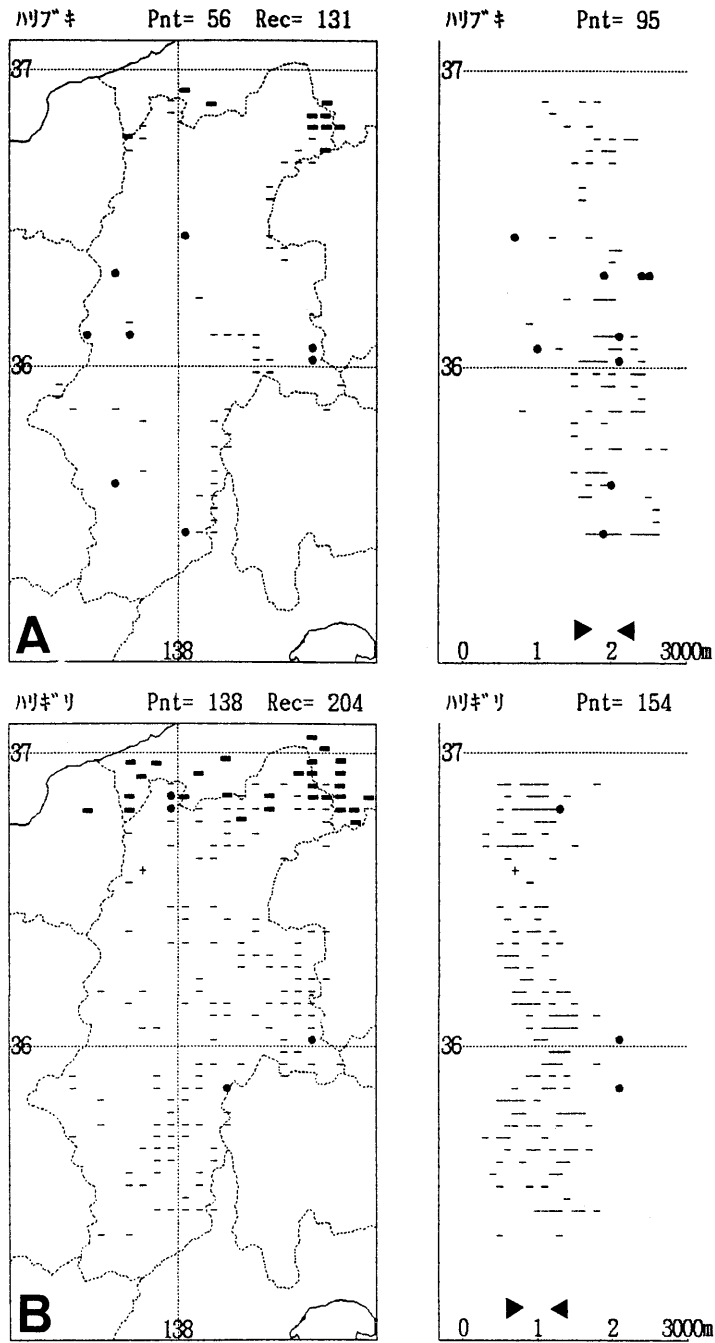 ﾊﾘﾌﾞｷ Pnt= 56 Rec= 131
ﾊﾘﾌﾞｷ Pnt= 95
37
37
36
36
A
138
0 1 2 3000m
ﾊﾘｷﾞﾘ Pnt= 138 Rec= 204
ﾊﾘｷﾞﾘ Pnt= 154
37
37
36
36
B
138
0 1 2 3000m